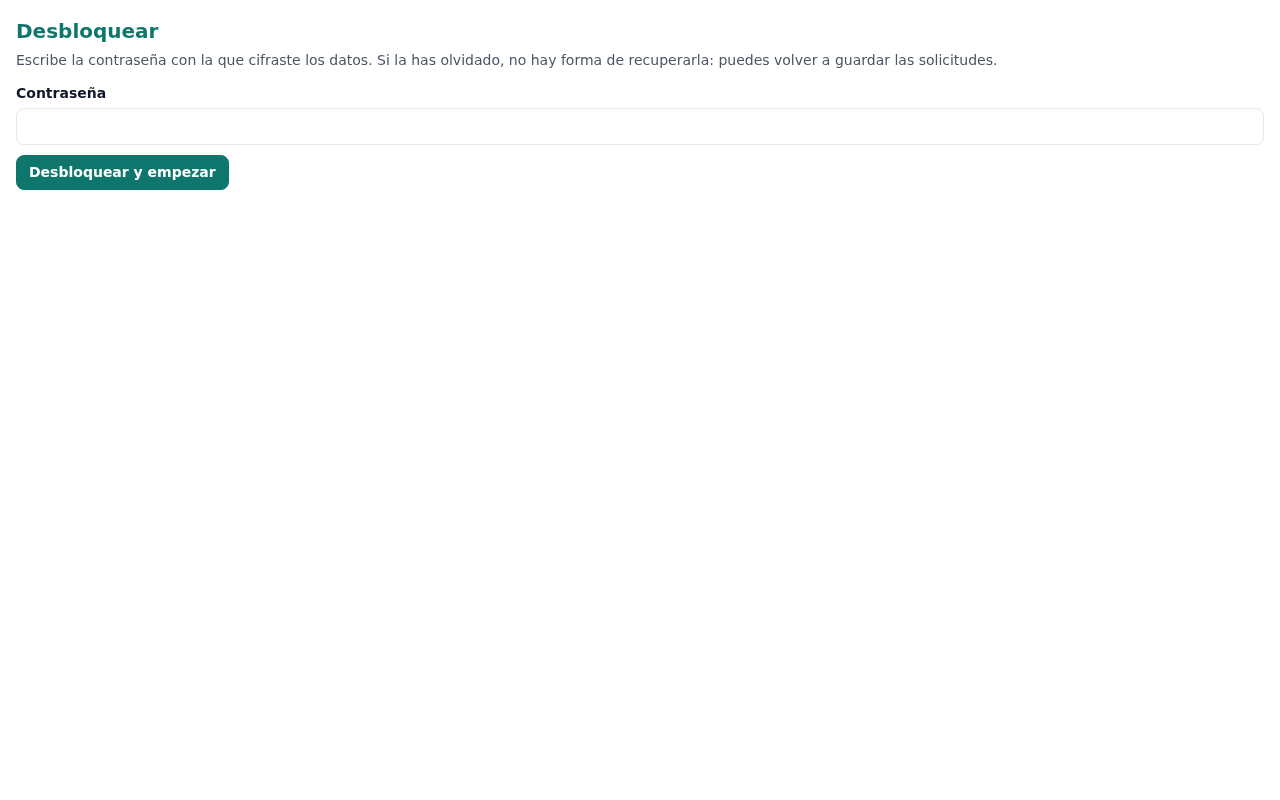 Desbloquear
Escribe la contraseña con la que cifraste los datos. Si la has olvidado, no hay forma de recuperarla: puedes volver a guardar las solicitudes.
Contraseña
Desbloquear y empezar